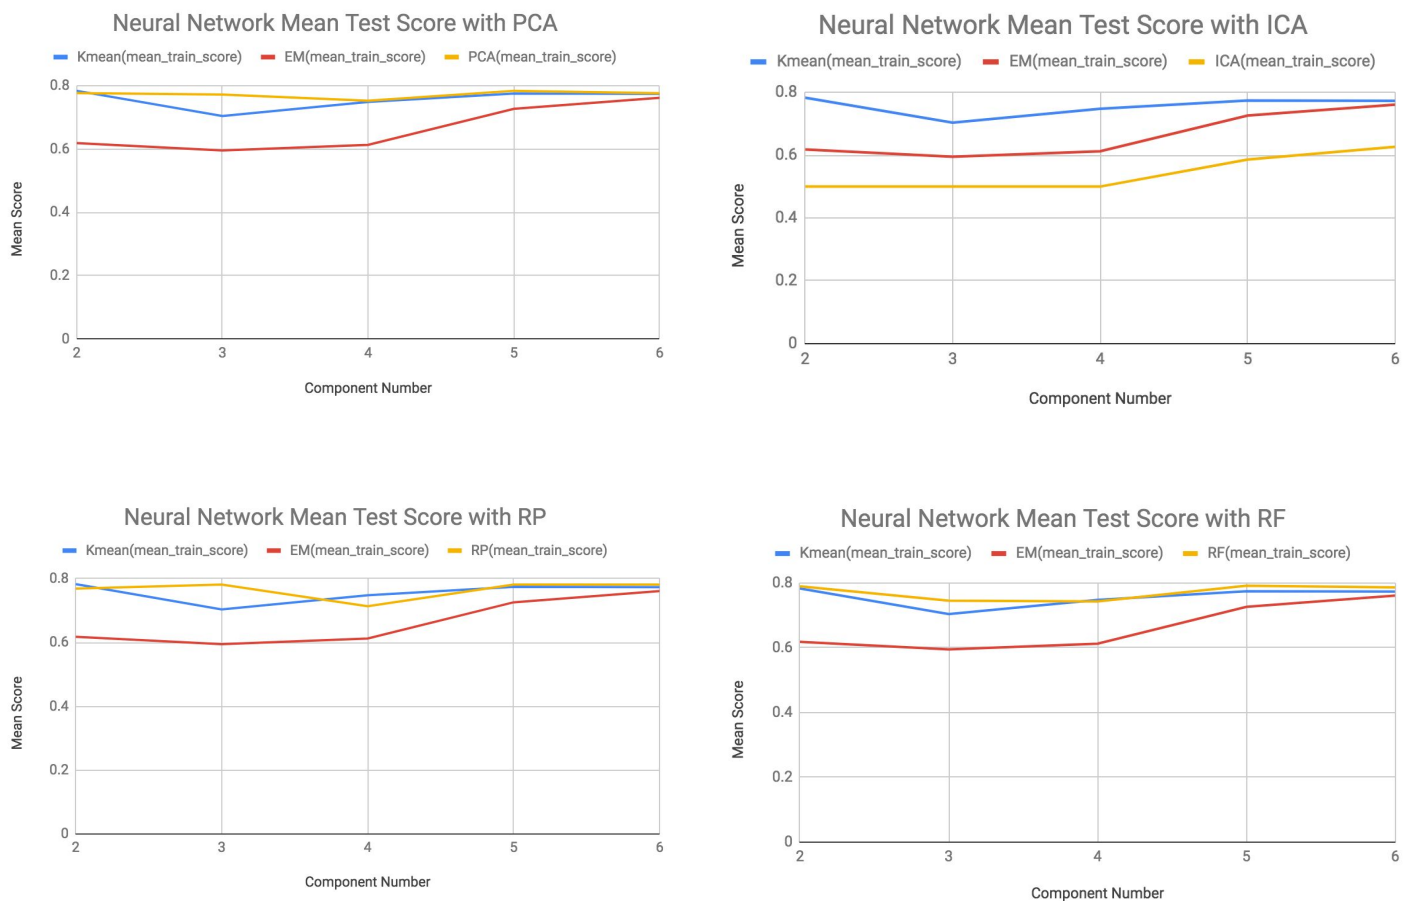 Neural Network Mean Test Score with PCA
Kmean(mean_train_score) EM(mean_train_score) PCA(mean_train_score)
0.8
0.6
0.4
0.2
0
Mean Score
2 3 4 5 6
Component Number
Neural Network Mean Test Score with ICA
Kmean(mean_train_score) EM(mean_train_score) ICA(mean_train_score)
0.8
0.6
0.4
0.2
0
Mean Score
2 3 4 5 6
Component Number
Neural Network Mean Test Score with RP
Kmean(mean_train_score) EM(mean_train_score) RP(mean_train_score)
0.8
0.6
0.4
0.2
0
Mean Score
2 3 4 5 6
Component Number
Neural Network Mean Test Score with RF
Kmean(mean_train_score) EM(mean_train_score) RF(mean_train_score)
0.8
0.6
0.4
0.2
0
Mean Score
2 3 4 5 6
Component Number